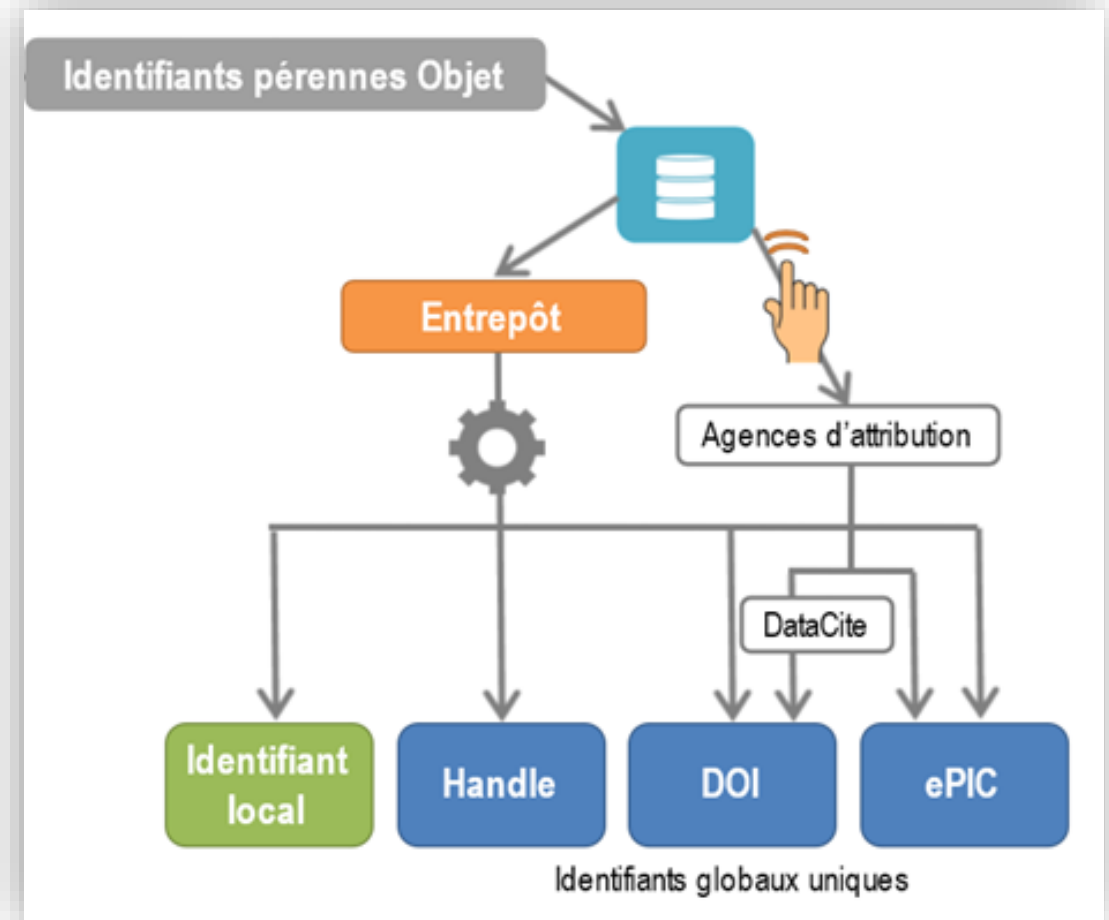 Identifiants pérennes Objet
Entrepôt
Agences d'attribution
DataCite
Identifiant
local
Handle
DOI
ePIC
Identifiants globaux uniques